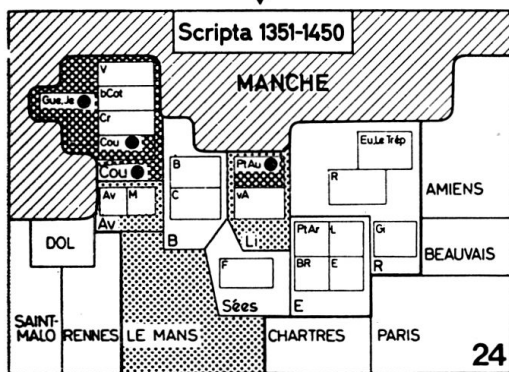 Scripta 1351-1450
MANCHE
V
bCot
Gue,Je
Cr
Cou
Cou
Av M
Av
B
C
B
PtAu
vA
Li
Eu,Le Trép
R
AMIENS
PtAr L
BR E
E
Gi
R
BEAUVAIS
DOL
F
Sées
SAINT-
MALO
RENNES
LE MANS
CHARTRES
PARIS
24